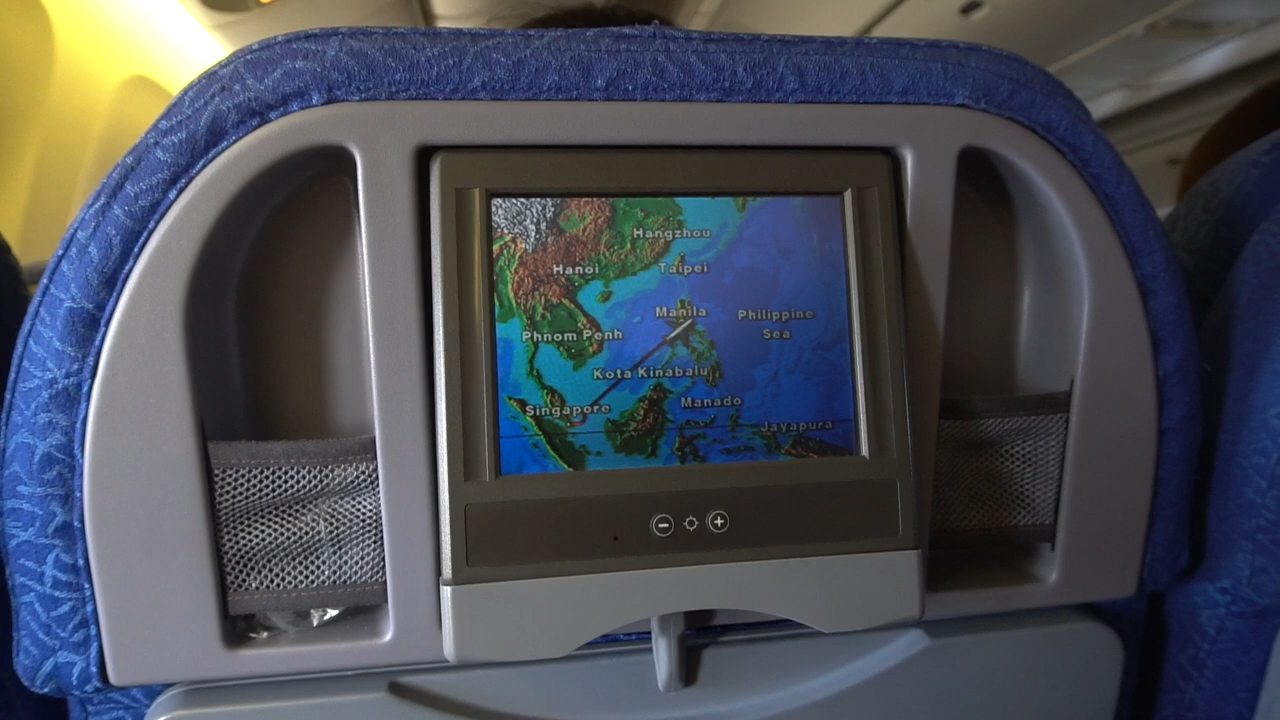 Hangzhou
Hanoi
Taipei
Manila
Philippine
Sea
Phnom Penh
Kota Kinabalu
Singapore
Manado
Jayapura